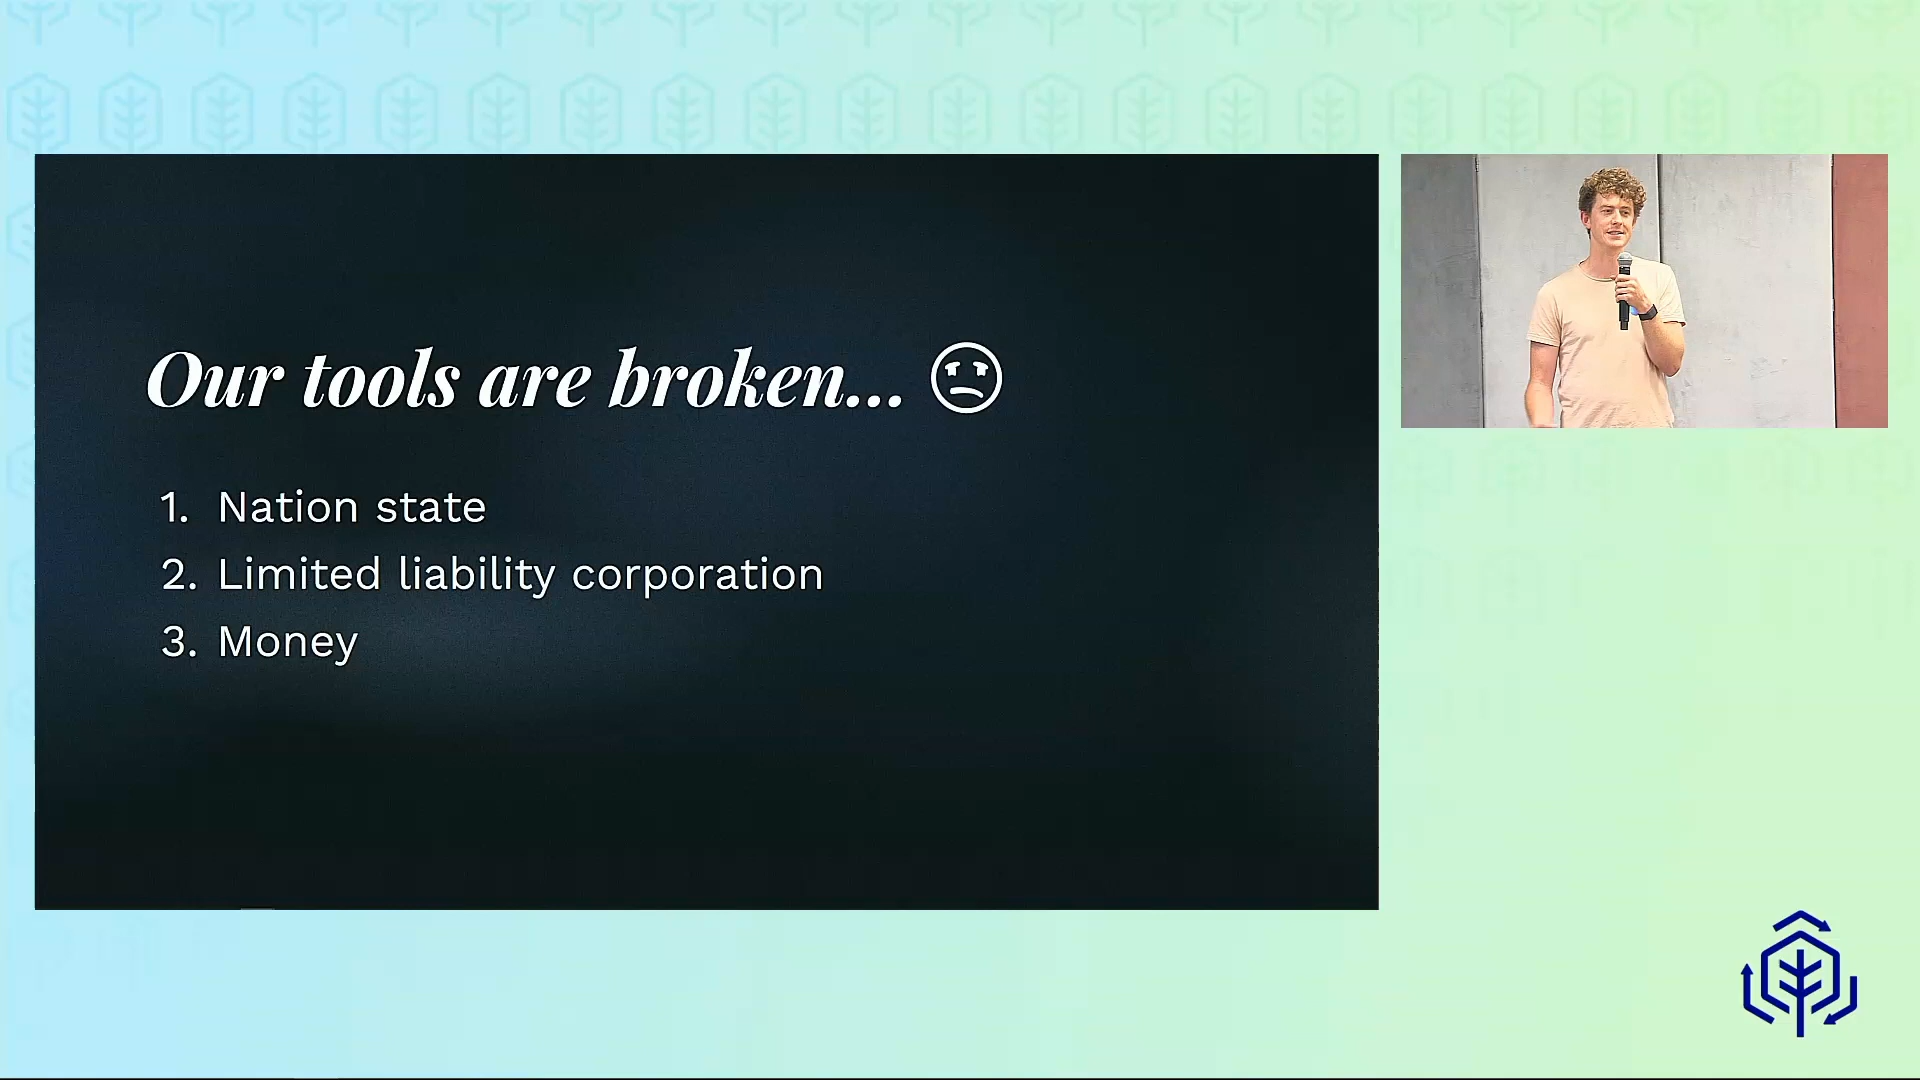 Our tools are broken... ☹
1. Nation state
2. Limited liability corporation
3. Money